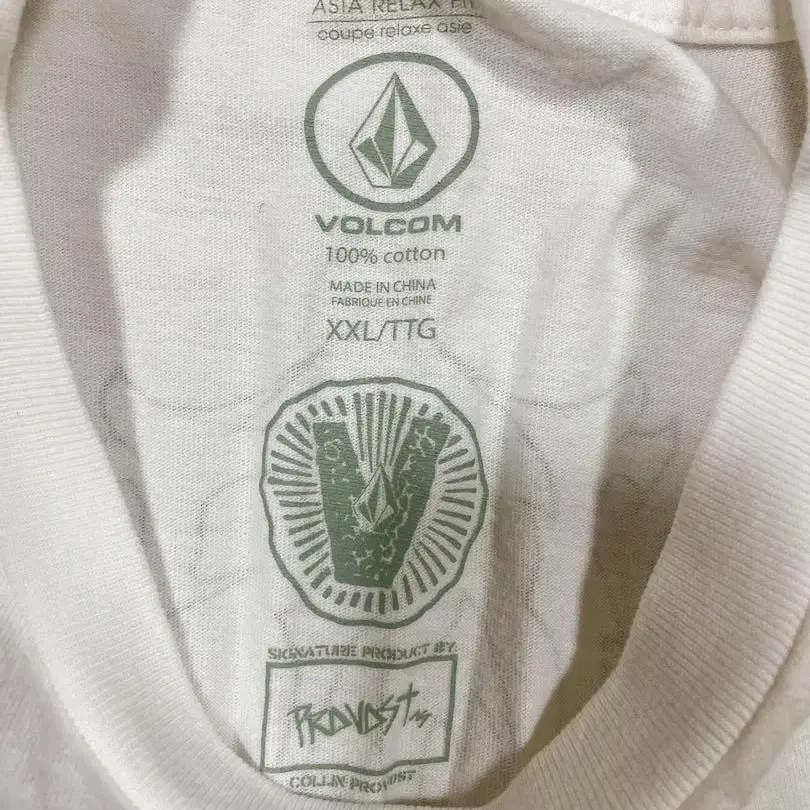 ASIA RELAX FIT
coupe relaxe asie
VOLCOM
100% cotton
MADE IN CHINA
FABRIQUE EN CHINE
XXL/TTG
V
SIGNATURE PRODUCT BY
PROVOST
COLLIN PROVOST